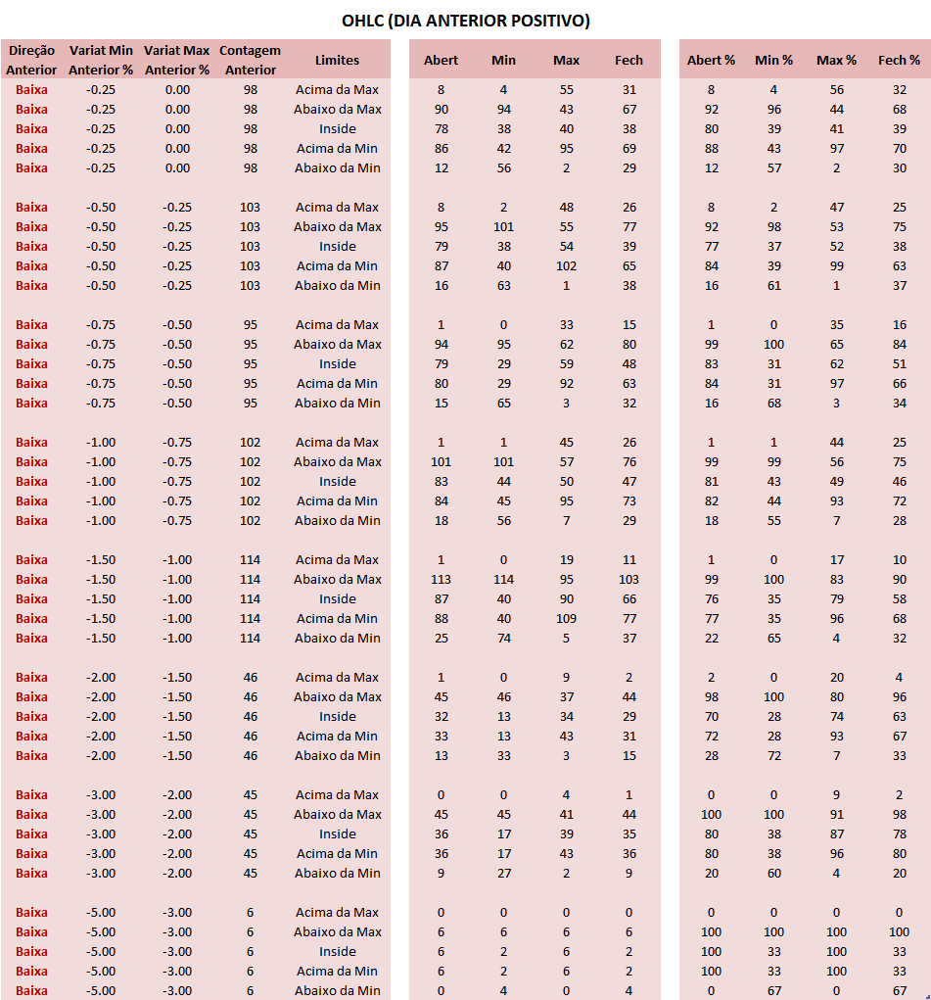 OHLC (DIA ANTERIOR POSITIVO)
Direção Variat Min Variat Max Contagem Limites Abert Min Max Fech Abert % Min % Max % Fech %
Anterior Anterior % Anterior % Anterior
Baixa -0.25 0.00 98 Acima da Max 8 4 55 31 8 4 56 32
Baixa -0.25 0.00 98 Abaixo da Max 90 94 43 67 92 96 44 68
Baixa -0.25 0.00 98 Inside 78 38 40 38 80 39 41 39
Baixa -0.25 0.00 98 Acima da Min 86 42 95 69 88 43 97 70
Baixa -0.25 0.00 98 Abaixo da Min 12 56 2 29 12 57 2 30
Baixa -0.50 -0.25 103 Acima da Max 8 2 48 26 8 2 47 25
Baixa -0.50 -0.25 103 Abaixo da Max 95 101 55 77 92 98 53 75
Baixa -0.50 -0.25 103 Inside 79 38 54 39 77 37 52 38
Baixa -0.50 -0.25 103 Acima da Min 87 40 102 65 84 39 99 63
Baixa -0.50 -0.25 103 Abaixo da Min 16 63 1 38 16 61 1 37
Baixa -0.75 -0.50 95 Acima da Max 1 0 33 15 1 0 35 16
Baixa -0.75 -0.50 95 Abaixo da Max 94 95 62 80 99 100 65 84
Baixa -0.75 -0.50 95 Inside 79 29 59 48 83 31 62 51
Baixa -0.75 -0.50 95 Acima da Min 80 29 92 63 84 31 97 66
Baixa -0.75 -0.50 95 Abaixo da Min 15 65 3 32 16 68 3 34
Baixa -1.00 -0.75 102 Acima da Max 1 1 45 26 1 1 44 25
Baixa -1.00 -0.75 102 Abaixo da Max 101 101 57 76 99 99 56 75
Baixa -1.00 -0.75 102 Inside 83 44 50 47 81 43 49 46
Baixa -1.00 -0.75 102 Acima da Min 84 45 95 73 82 44 93 72
Baixa -1.00 -0.75 102 Abaixo da Min 18 56 7 29 18 55 7 28
Baixa -1.50 -1.00 114 Acima da Max 1 0 19 11 1 0 17 10
Baixa -1.50 -1.00 114 Abaixo da Max 113 114 95 103 99 100 83 90
Baixa -1.50 -1.00 114 Inside 87 40 90 66 76 35 79 58
Baixa -1.50 -1.00 114 Acima da Min 88 40 109 77 77 35 96 68
Baixa -1.50 -1.00 114 Abaixo da Min 25 74 5 37 22 65 4 32
Baixa -2.00 -1.50 46 Acima da Max 1 0 9 2 2 0 20 4
Baixa -2.00 -1.50 46 Abaixo da Max 45 46 37 44 98 100 80 96
Baixa -2.00 -1.50 46 Inside 32 13 34 29 70 28 74 63
Baixa -2.00 -1.50 46 Acima da Min 33 13 43 31 72 28 93 67
Baixa -2.00 -1.50 46 Abaixo da Min 13 33 3 15 28 72 7 33
Baixa -3.00 -2.00 45 Acima da Max 0 0 4 1 0 0 9 2
Baixa -3.00 -2.00 45 Abaixo da Max 45 45 41 44 100 100 91 98
Baixa -3.00 -2.00 45 Inside 36 17 39 35 80 38 87 78
Baixa -3.00 -2.00 45 Acima da Min 36 17 43 36 80 38 96 80
Baixa -3.00 -2.00 45 Abaixo da Min 9 27 2 9 20 60 4 20
Baixa -5.00 -3.00 6 Acima da Max 0 0 0 0 0 0 0 0
Baixa -5.00 -3.00 6 Abaixo da Max 6 6 6 6 100 100 100 100
Baixa -5.00 -3.00 6 Inside 6 2 6 2 100 33 100 33
Baixa -5.00 -3.00 6 Acima da Min 6 2 6 2 100 33 100 33
Baixa -5.00 -3.00 6 Abaixo da Min 0 4 0 4 0 67 0 67